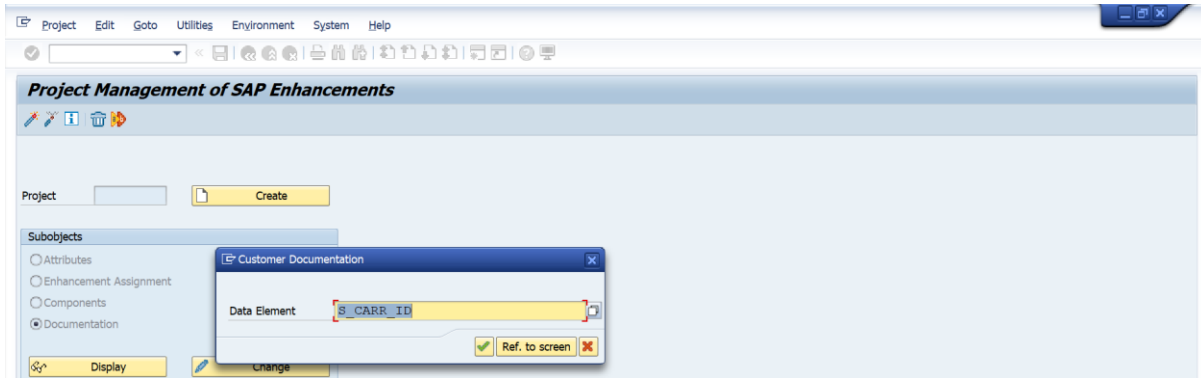 Project Edit Goto Utilities Environment System Help
Project Management of SAP Enhancements
Project Create
Subobjects
Attributes
Customer Documentation
Enhancement Assignment
Components
Data Element S_CARR_ID
Documentation
Ref. to screen
Display Change